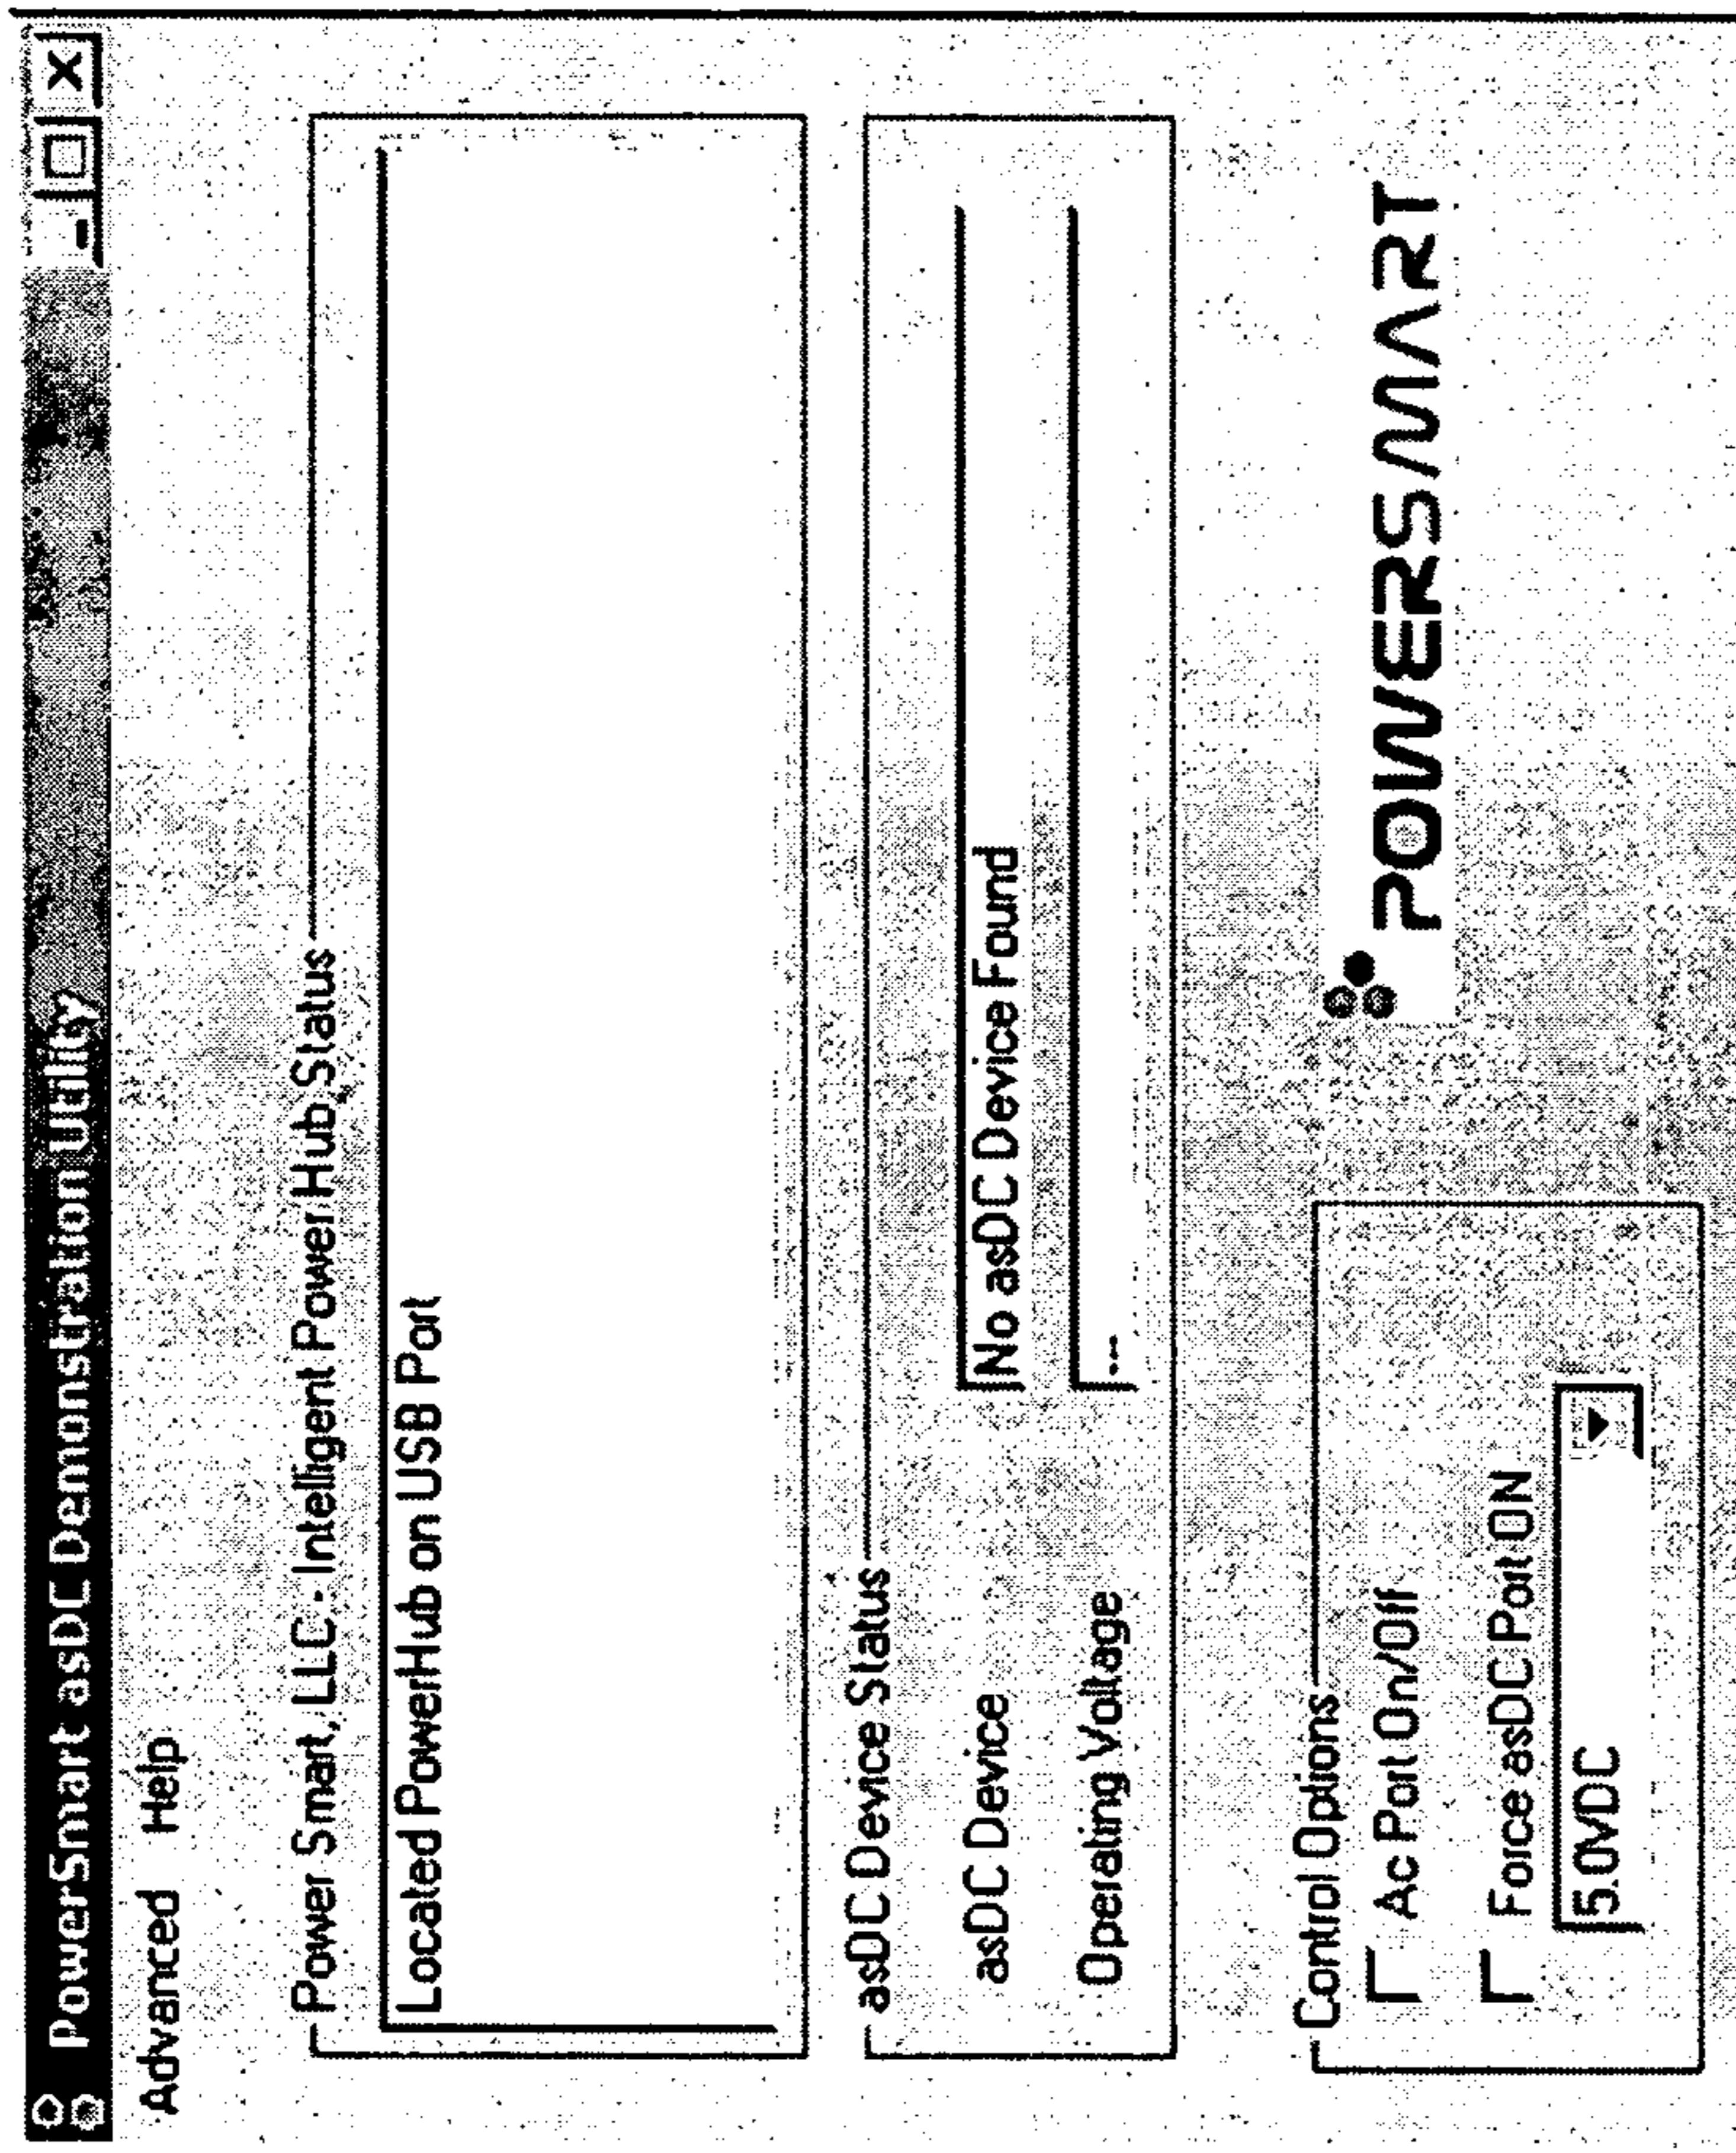 PowerSmart asDC Demonstration Utility
Advanced Help
Power Smart, LLC - Intelligent Power Hub Status
Located PowerHub on USB Port
asDC Device Status
asDC Device No asDC Device Found
Operating Voltage ---
Control Options
Ac Port On/Off
Force asDC Port ON
5.0VDC
POWERSMART